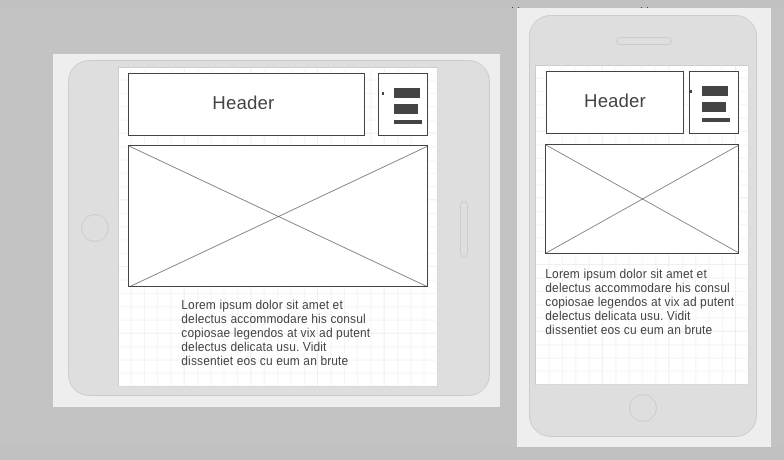 Header
Lorem ipsum dolor sit amet et
delectus accommodare his consul
copiosae legendos at vix ad putent
delectus delicata usu. Vidit
dissentiet eos cu eum an brute
Header
Lorem ipsum dolor sit amet et
delectus accommodare his consul
copiosae legendos at vix ad putent
delectus delicata usu. Vidit
dissentiet eos cu eum an brute